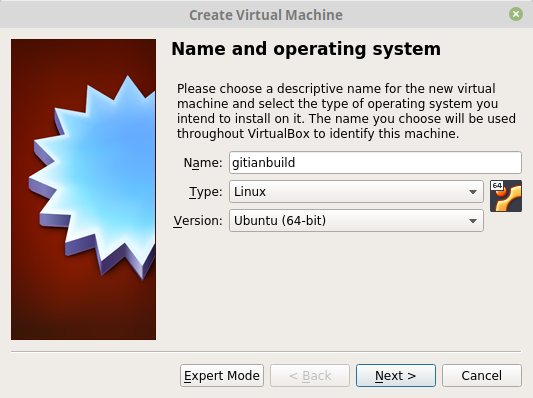 Create Virtual Machine
Name and operating system
Please choose a descriptive name for the new virtual
machine and select the type of operating system you
intend to install on it. The name you choose will be used
throughout VirtualBox to identify this machine.
Name: gitianbuild
Type: Linux
64
Version: Ubuntu (64-bit)
Expert Mode < Back Next > Cancel